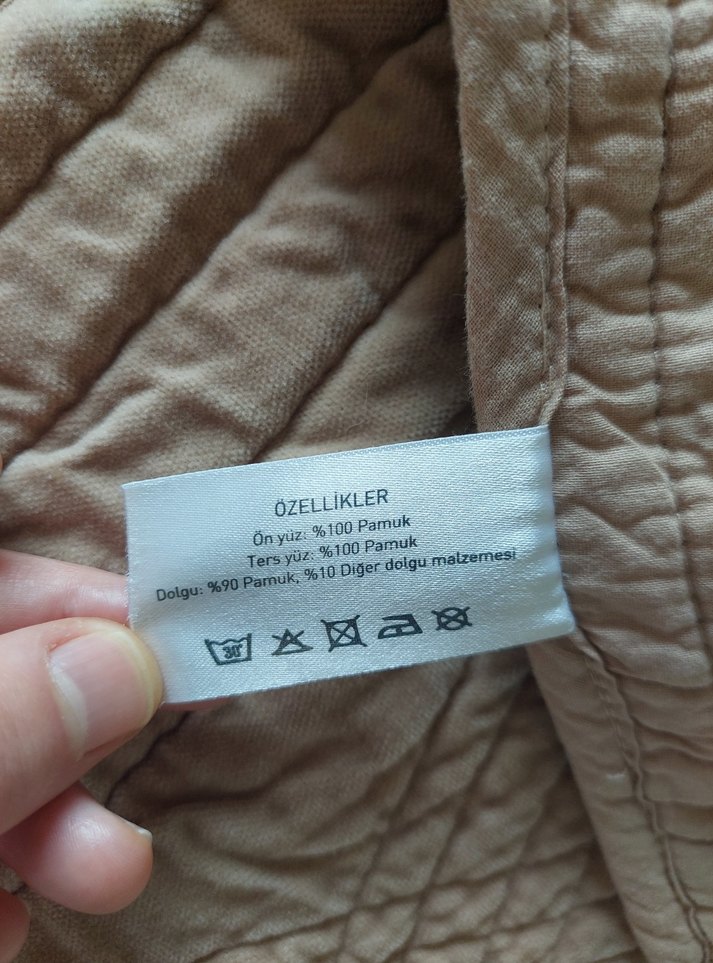 ÖZELLİKLER
Ön yüz: %100 Pamuk
Ters yüz: %100 Pamuk
Dolgu: %90 Pamuk, %10 Diğer dolgu malzemesi
30°